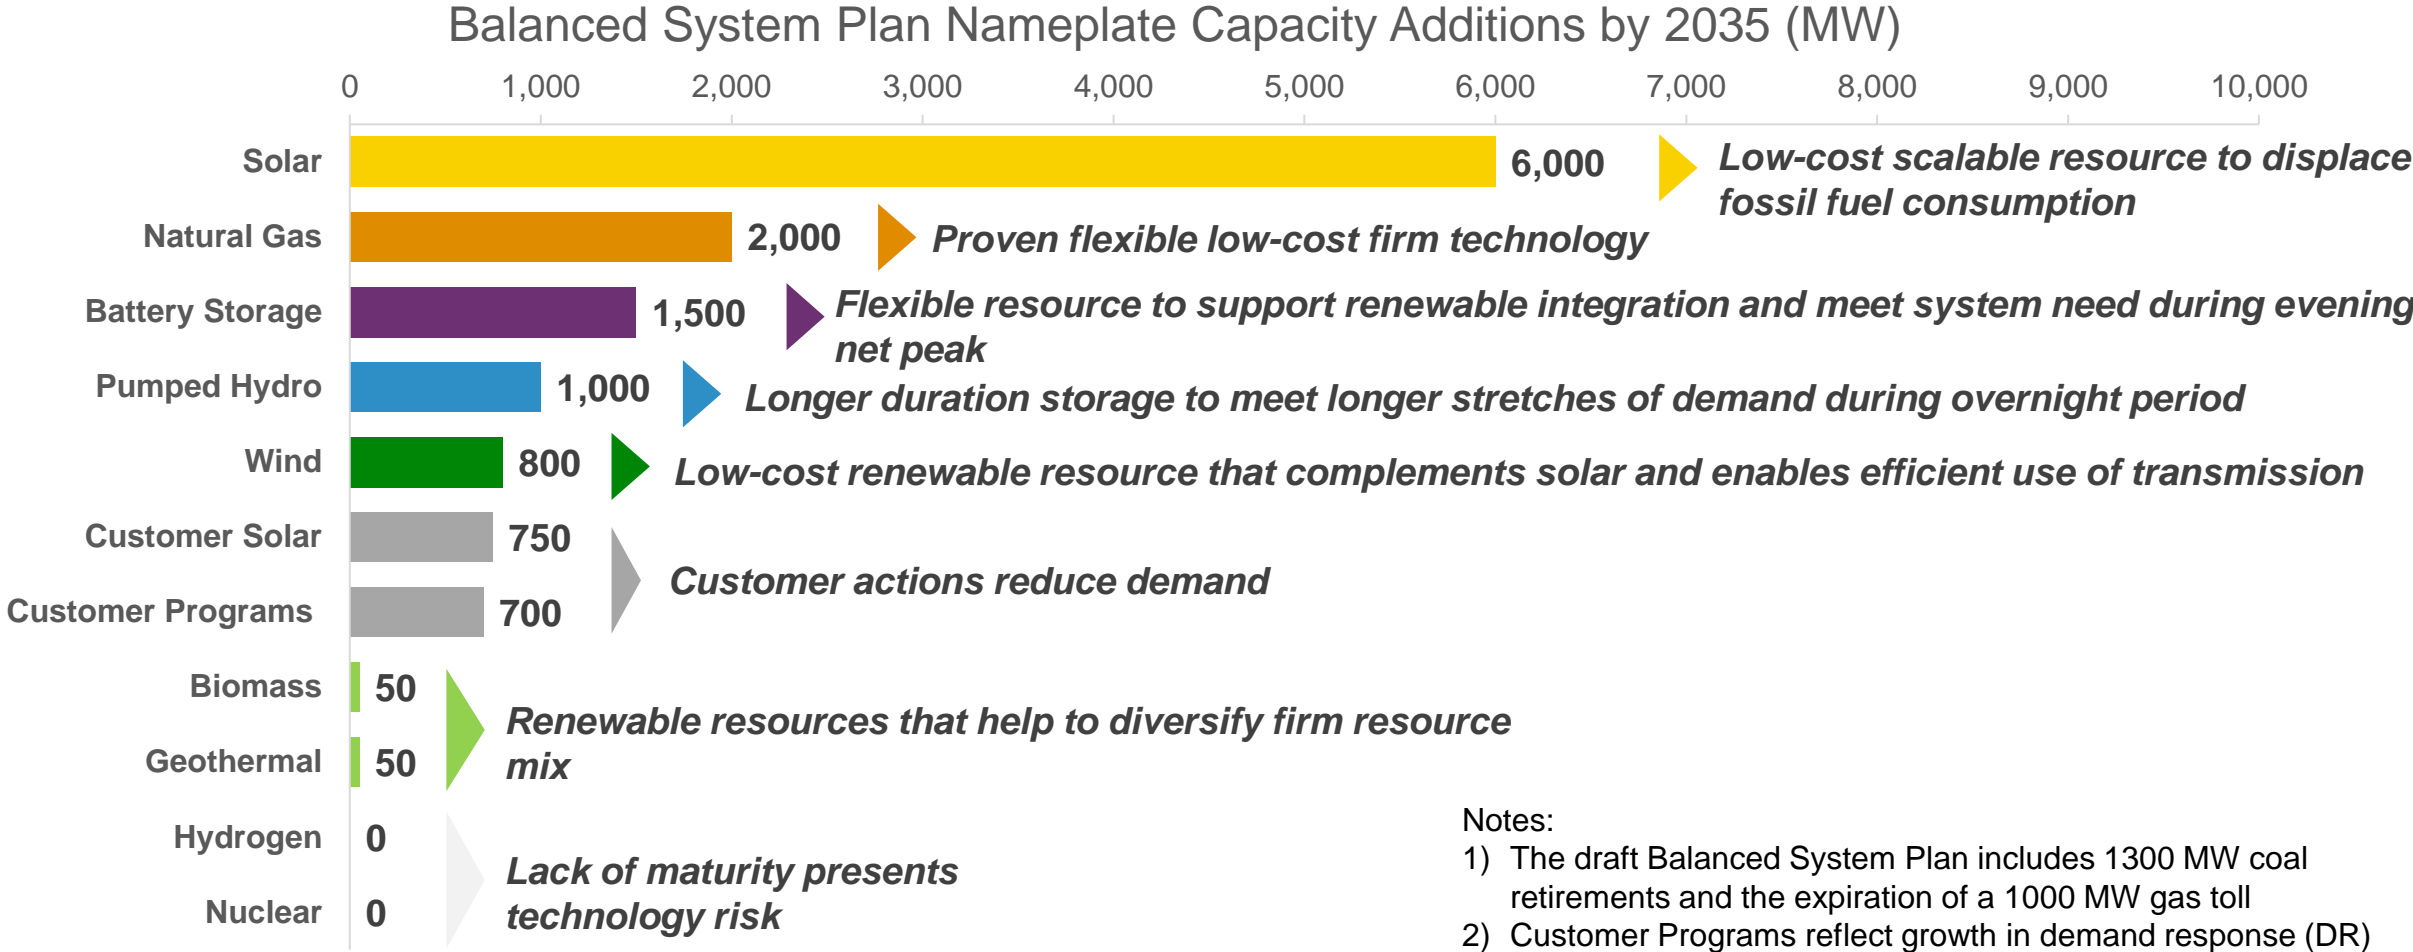 Balanced System Plan Nameplate Capacity Additions by 2035 (MW)
0 1,000 2,000 3,000 4,000 5,000 6,000 7,000 8,000 9,000 10,000
Solar 6,000 Low-cost scalable resource to displace
fossil fuel consumption
Natural Gas 2,000 Proven flexible low-cost firm technology
Battery Storage 1,500 Flexible resource to support renewable integration and meet system need during evening
net peak
Pumped Hydro 1,000 Longer duration storage to meet longer stretches of demand during overnight period
Wind 800 Low-cost renewable resource that complements solar and enables efficient use of transmission
Customer Solar 750
Customer actions reduce demand
Customer Programs 700
Biomass 50
Renewable resources that help to diversify firm resource
mix
Geothermal 50
Hydrogen 0
Lack of maturity presents
technology risk
Nuclear 0
Notes:
1) The draft Balanced System Plan includes 1300 MW coal
retirements and the expiration of a 1000 MW gas toll
2) Customer Programs reflect growth in demand response (DR)